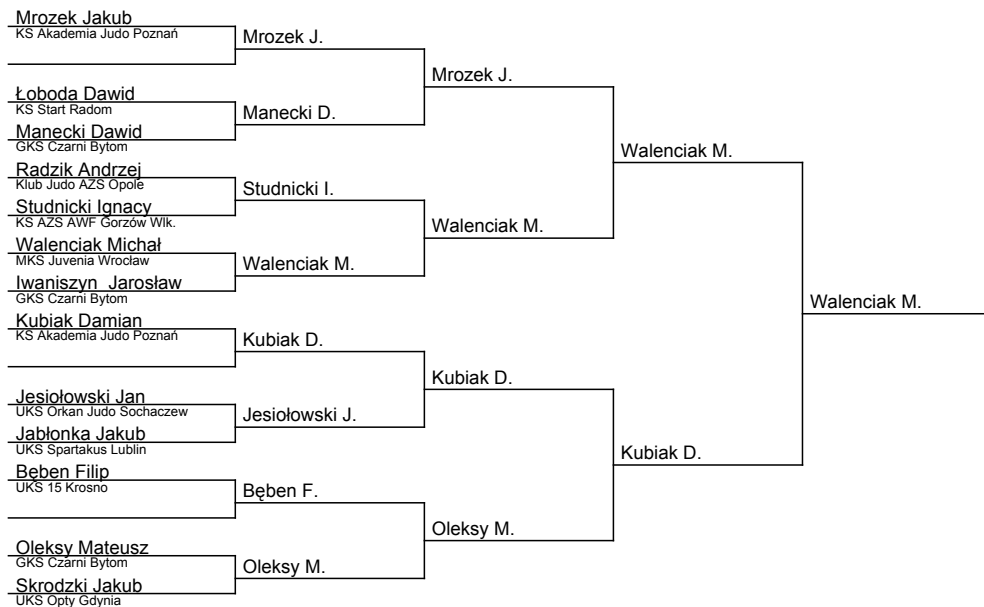 Mrozek Jakub
KS Akademia Judo Poznań
Łoboda Dawid
KS Start Radom
Manecki Dawid
GKS Czarni Bytom
Radzik Andrzej
Klub Judo AZS Opole
Studnicki Ignacy
KS AZS AWF Gorzów Wlk.
Walenciak Michał
MKS Juvenia Wrocław
Iwaniszyn Jarosław
GKS Czarni Bytom
Kubiak Damian
KS Akademia Judo Poznań
Jesiołowski Jan
UKS Orkan Judo Sochaczew
Jabłonka Jakub
UKS Spartakus Lublin
Bęben Filip
UKS 15 Krosno
Oleksy Mateusz
GKS Czarni Bytom
Skrodzki Jakub
UKS Opty Gdynia
Mrozek J.
Manecki D.
Studnicki I.
Walenciak M.
Kubiak D.
Jesiołowski J.
Bęben F.
Oleksy M.
Mrozek J.
Walenciak M.
Kubiak D.
Oleksy M.
Walenciak M.
Kubiak D.
Walenciak M.